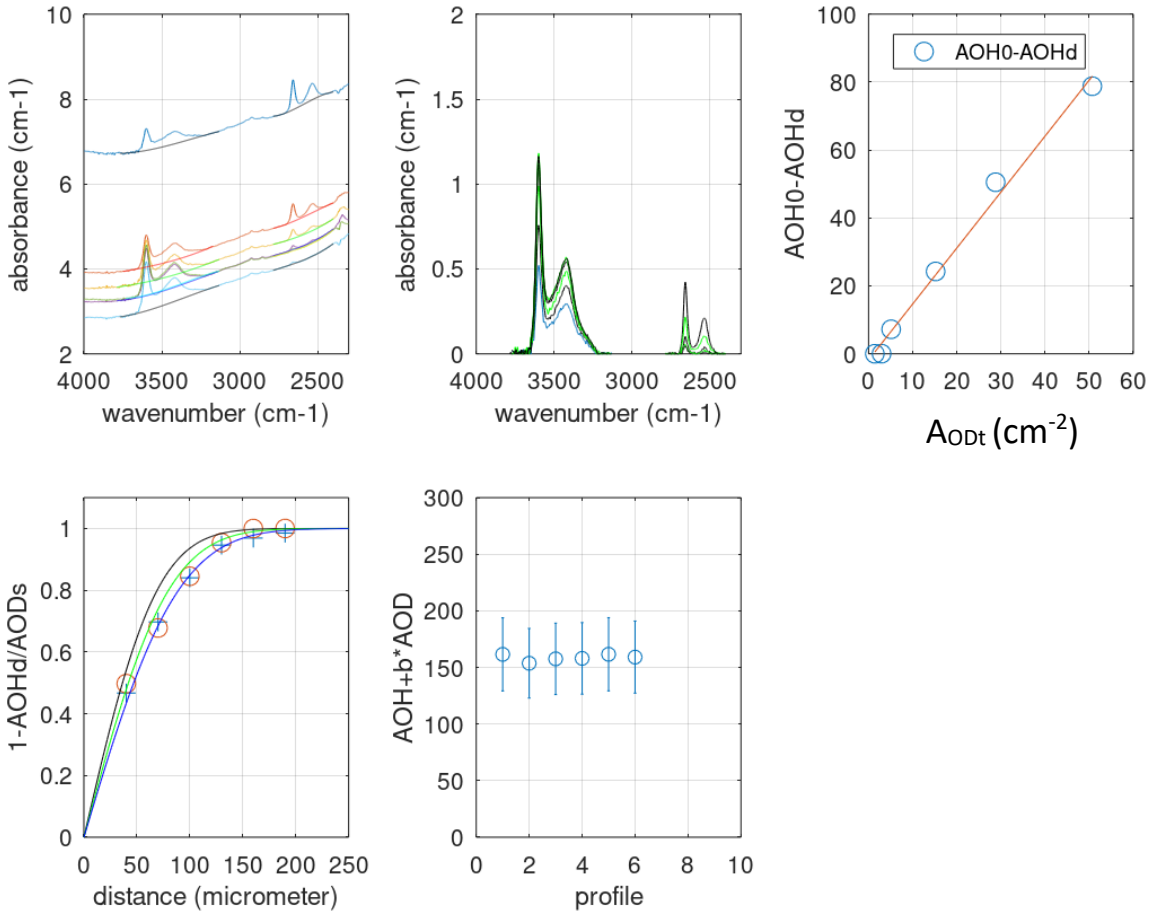 10
8
6
4
2
absorbance (cm-1)
4000 3500 3000 2500
wavenumber (cm-1)
2
1.5
1
0.5
0
absorbance (cm-1)
4000 3500 3000 2500
wavenumber (cm-1)
100
80
60
40
20
0
AOH0-AOHd
AOH0-AOHd
0 10 20 30 40 50 60
AODt (cm-2)
1
0.8
0.6
0.4
0.2
0
1-AOHd/AODs
0 50 100 150 200 250
distance (micrometer)
300
250
200
150
100
50
0
AOH+b*AOD
0 2 4 6 8 10
profile